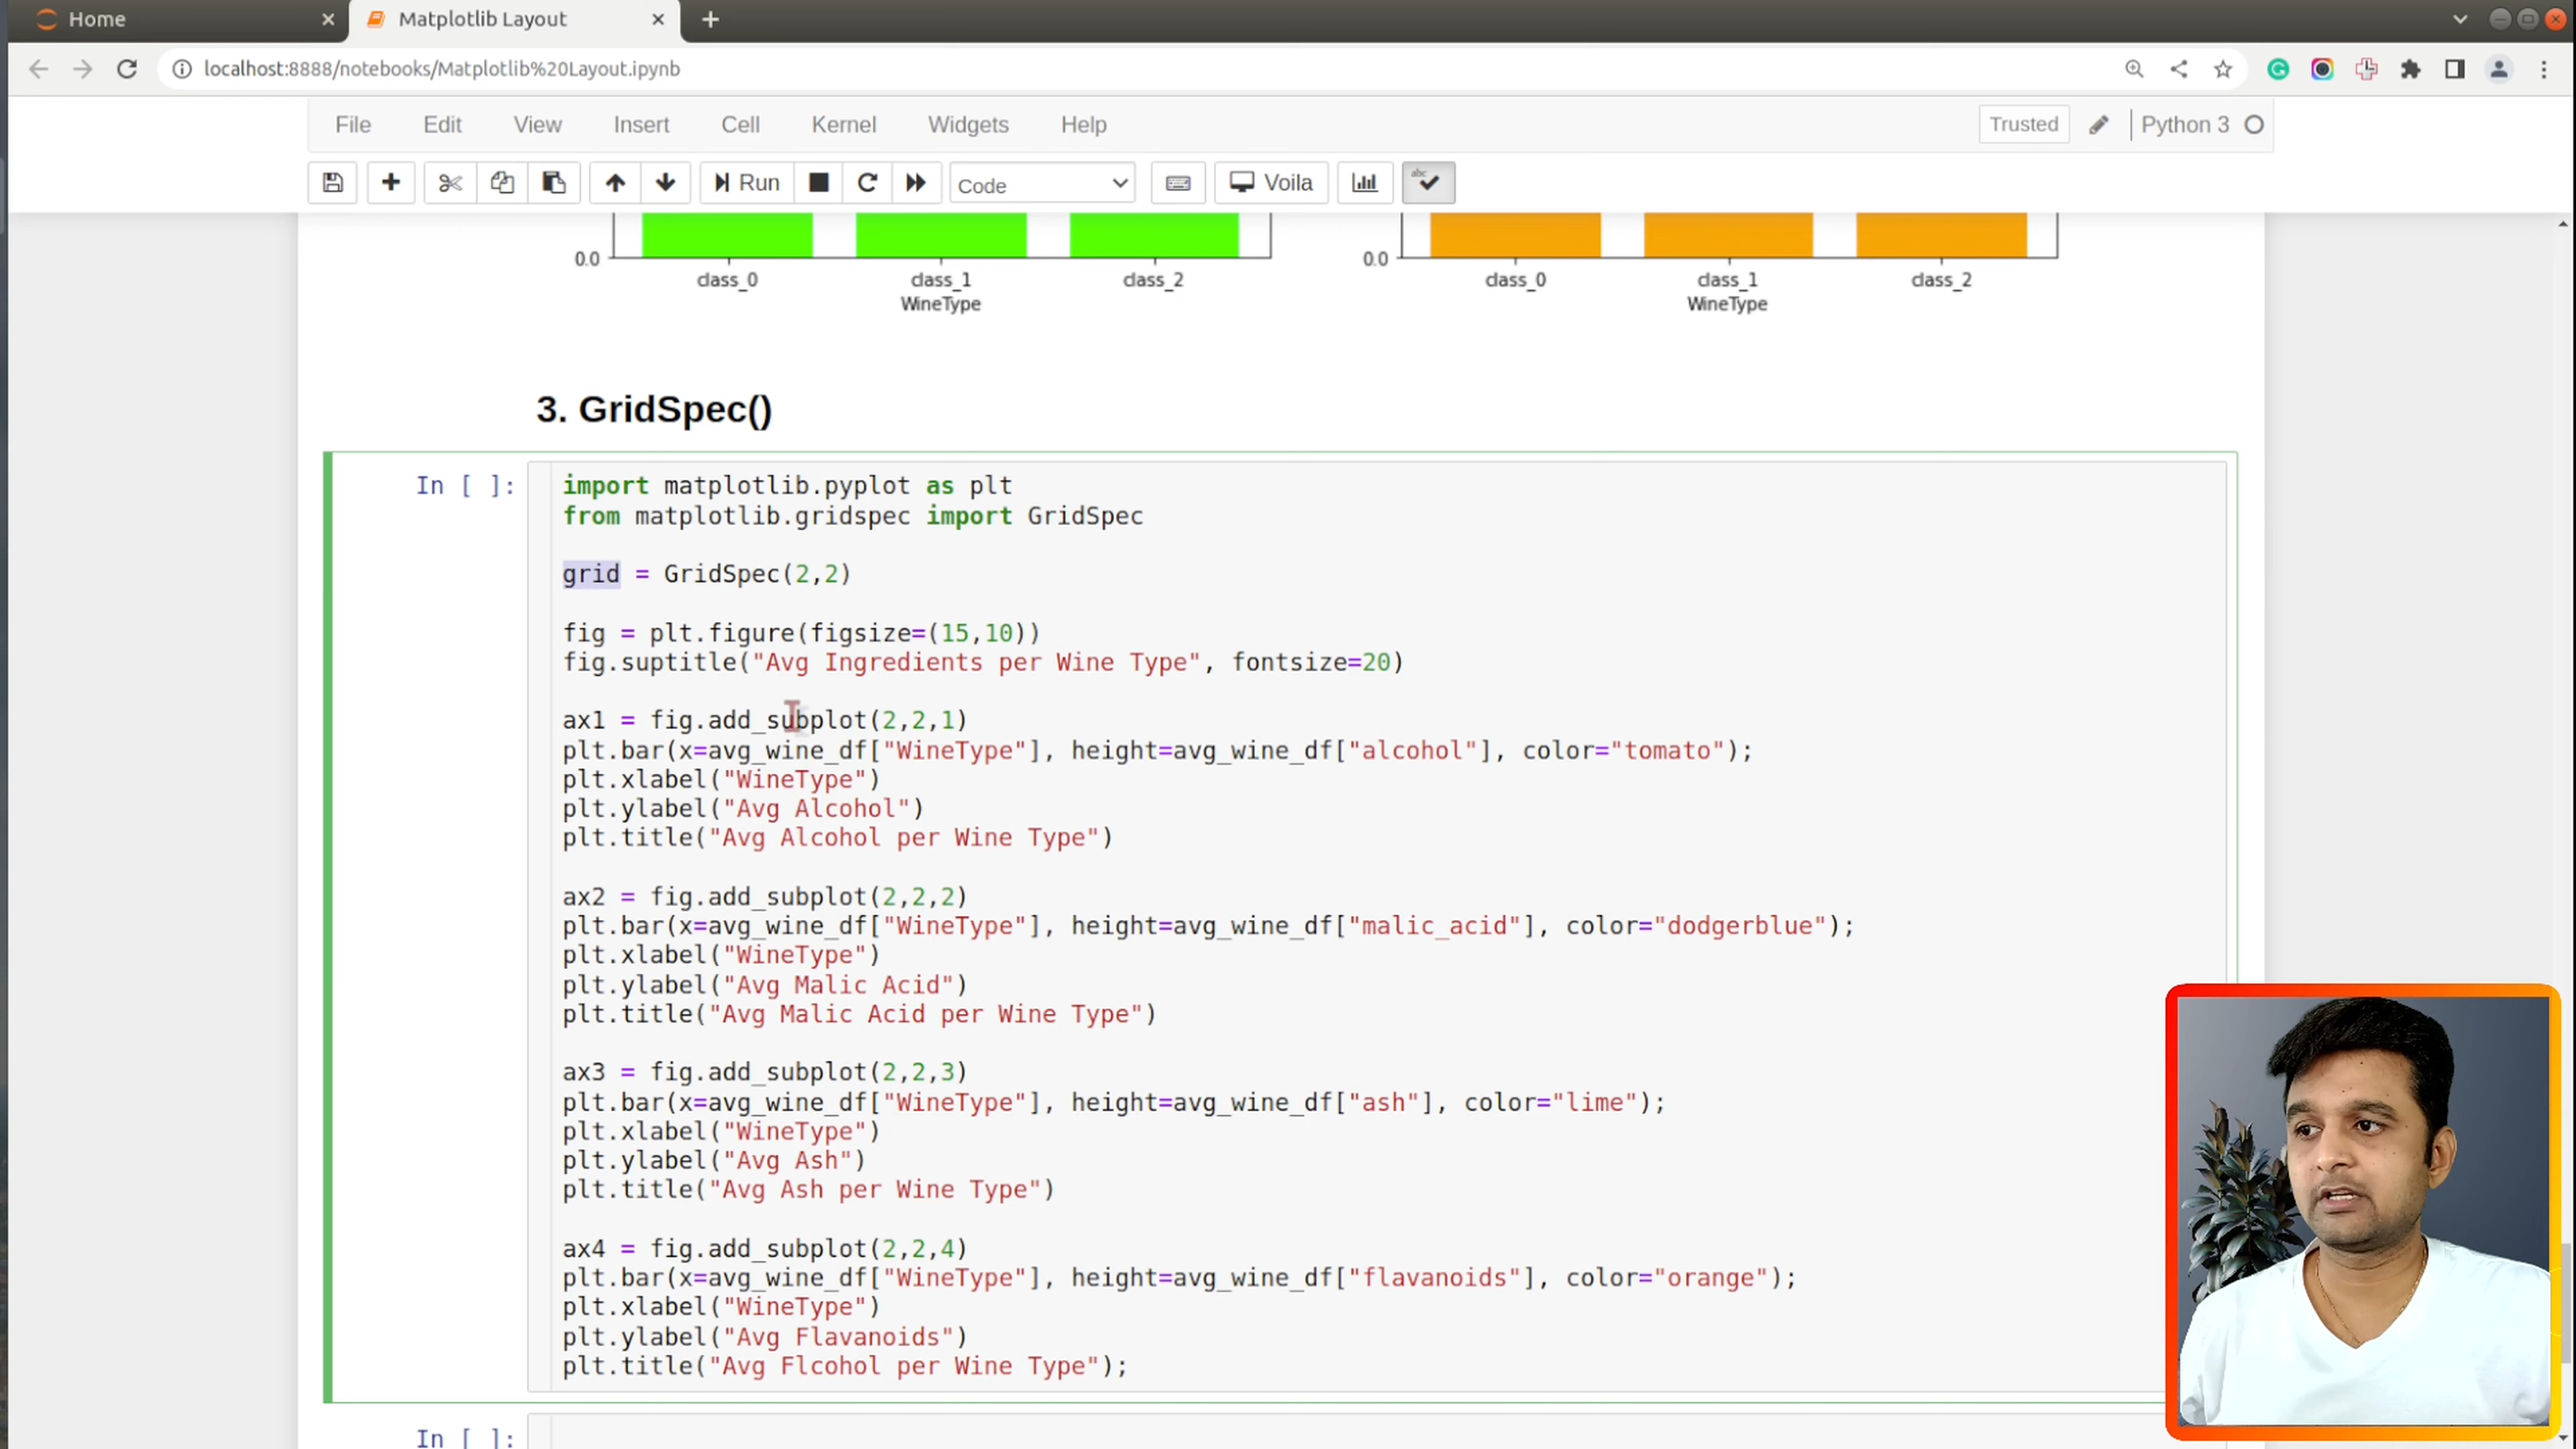 Home
Matplotlib Layout
localhost:8888/notebooks/Matplotlib%20Layout.ipynb
File Edit View Insert Cell Kernel Widgets Help Trusted Python 3
Run Code Voila abc
0.0 0.0
class_0 class_1 class_2 class_0 class_1 class_2
WineType WineType
3. GridSpec()
In [ ]:
import matplotlib.pyplot as plt
from matplotlib.gridspec import GridSpec
grid = GridSpec(2,2)
fig = plt.figure(figsize=(15,10))
fig.suptitle("Avg Ingredients per Wine Type", fontsize=20)
ax1 = fig.add_subplot(2,2,1)
plt.bar(x=avg_wine_df["WineType"], height=avg_wine_df["alcohol"], color="tomato");
plt.xlabel("WineType")
plt.ylabel("Avg Alcohol")
plt.title("Avg Alcohol per Wine Type")
ax2 = fig.add_subplot(2,2,2)
plt.bar(x=avg_wine_df["WineType"], height=avg_wine_df["malic_acid"], color="dodgerblue");
plt.xlabel("WineType")
plt.ylabel("Avg Malic Acid")
plt.title("Avg Malic Acid per Wine Type")
ax3 = fig.add_subplot(2,2,3)
plt.bar(x=avg_wine_df["WineType"], height=avg_wine_df["ash"], color="lime");
plt.xlabel("WineType")
plt.ylabel("Avg Ash")
plt.title("Avg Ash per Wine Type")
ax4 = fig.add_subplot(2,2,4)
plt.bar(x=avg_wine_df["WineType"], height=avg_wine_df["flavanoids"], color="orange");
plt.xlabel("WineType")
plt.ylabel("Avg Flavanoids")
plt.title("Avg Flcohol per Wine Type");
In [ ]: